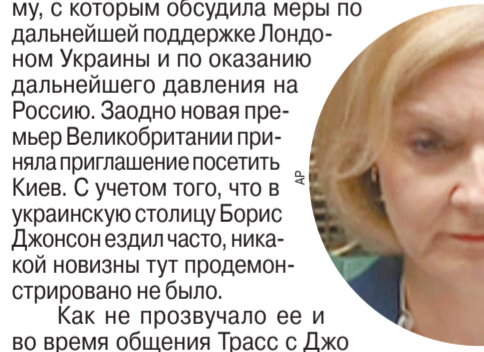 му, с которым обсудила меры по
дальнейшей поддержке Лондо-
ном Украины и по оказанию
дальнейшего давления на
Россию. Заодно новая пре-
мьер Великобритании при-
няла приглашение посетить
Киев. С учетом того, что в
украинскую столицу Борис
Джонсон ездил часто, ника-
кой новизны тут продемон-
стрировано не было.
Как не прозвучало ее и
во время общения Трасс с Джо
AP